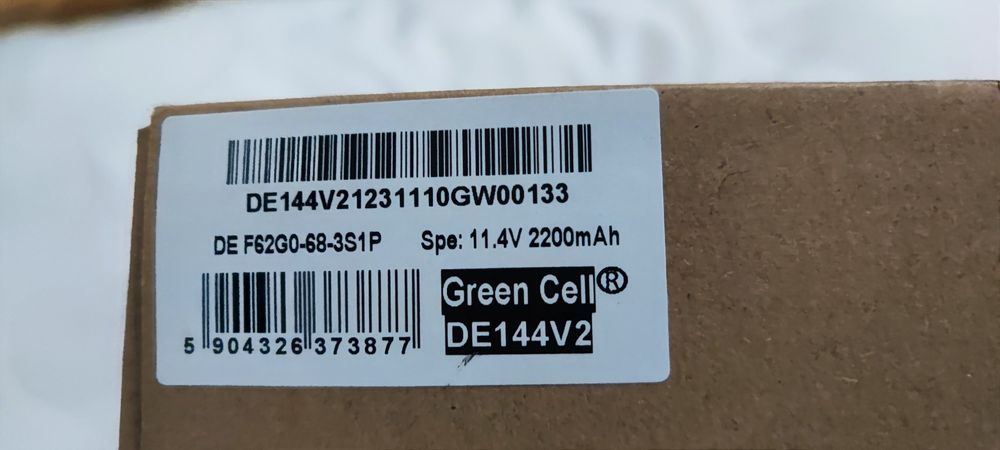 DE144V21231110GW00133
DE F62G0-68-3S1P Spe: 11.4V 2200mAh
Green Cell®
DE144V2
5 904326 373877